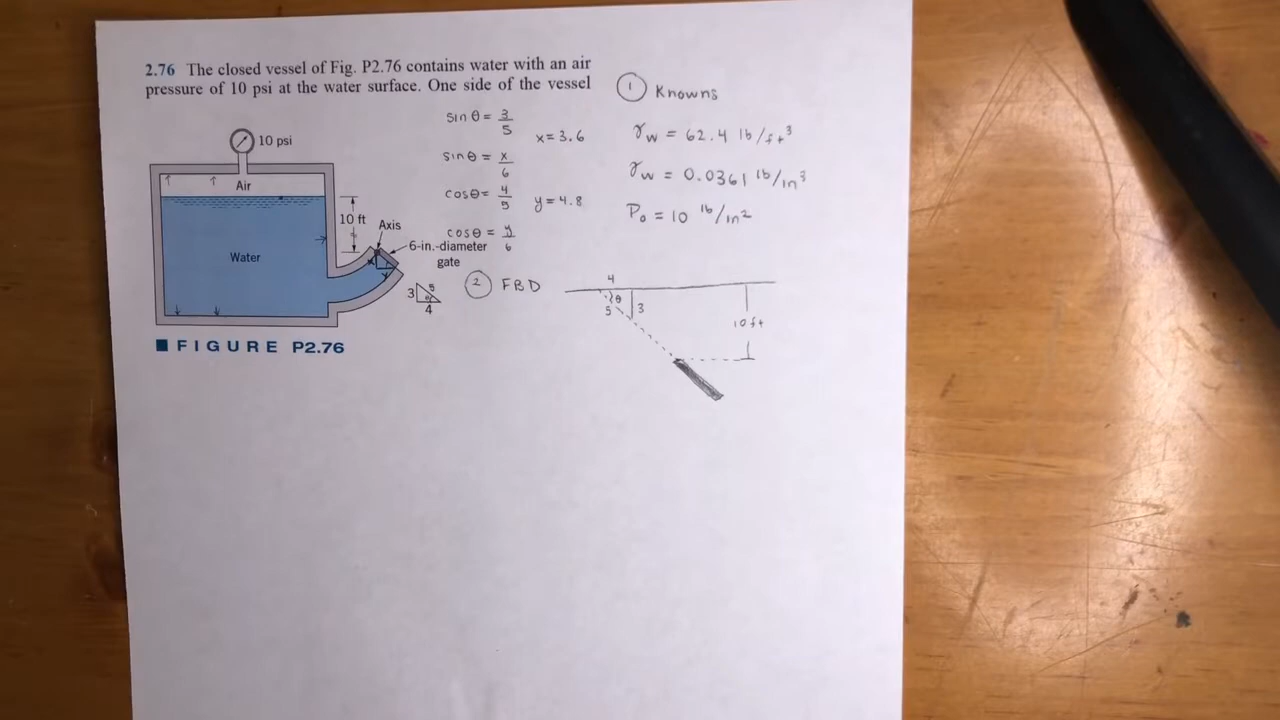 2.76 The closed vessel of Fig. P2.76 contains water with an air
pressure of 10 psi at the water surface. One side of the vessel
10 psi
Air
10 ft
Axis
Water
6-in.-diameter
gate
3
5
θ
4
FIGURE P2.76
sin θ = 3/5
x = 3.6
sin θ = x/6
cos θ = 4/5
y = 4.8
cos θ = y/6
1 Knowns
γw = 62.4 lb/ft³
γw = 0.0361 lb/in³
P₀ = 10 lb/in²
2 FBD
4
θ
5
3
10 ft